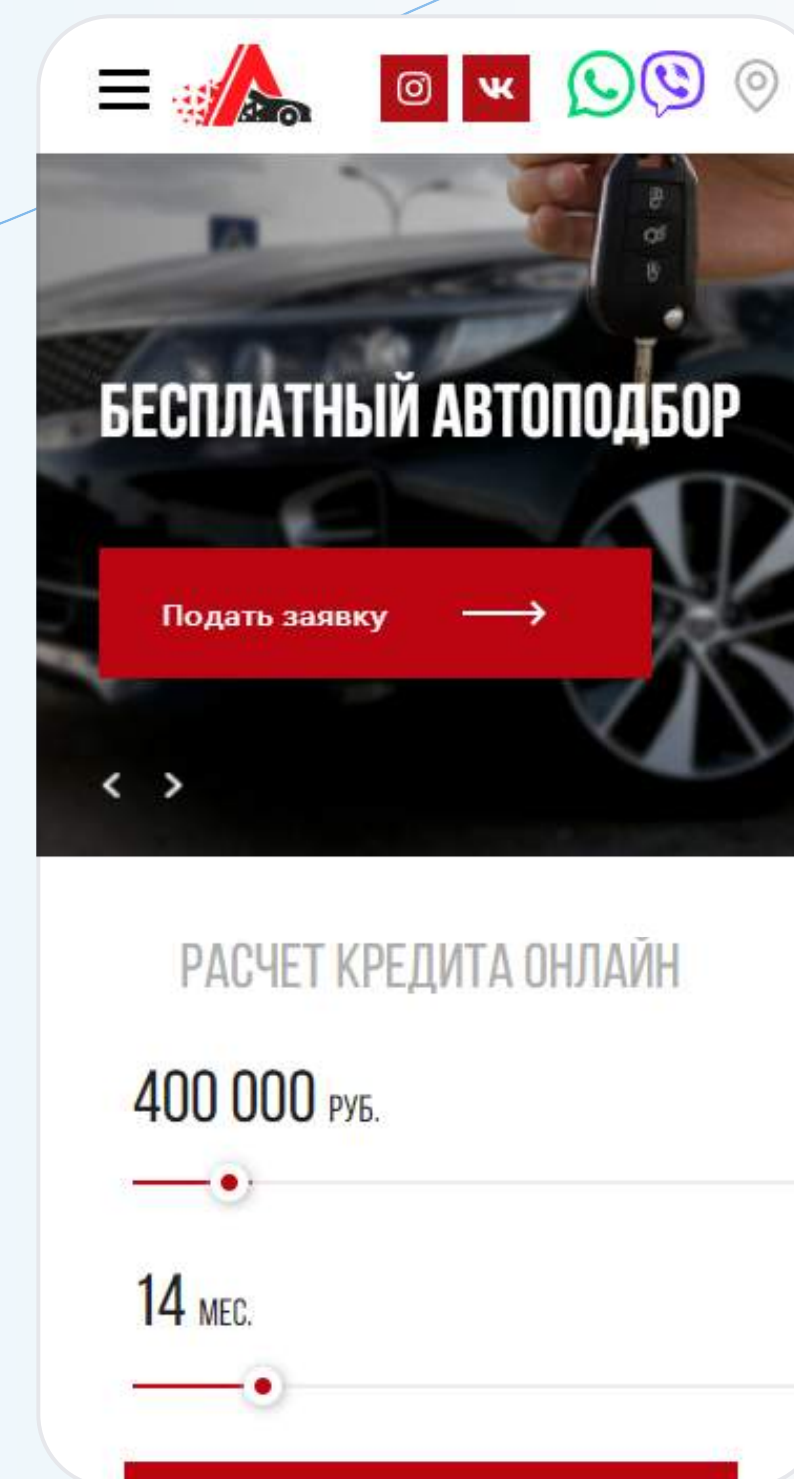 БЕСПЛАТНЫЙ АВТОПОДБОР
Подать заявку
РАСЧЕТ КРЕДИТА ОНЛАЙН
400 000 РУБ.
14 МЕС.